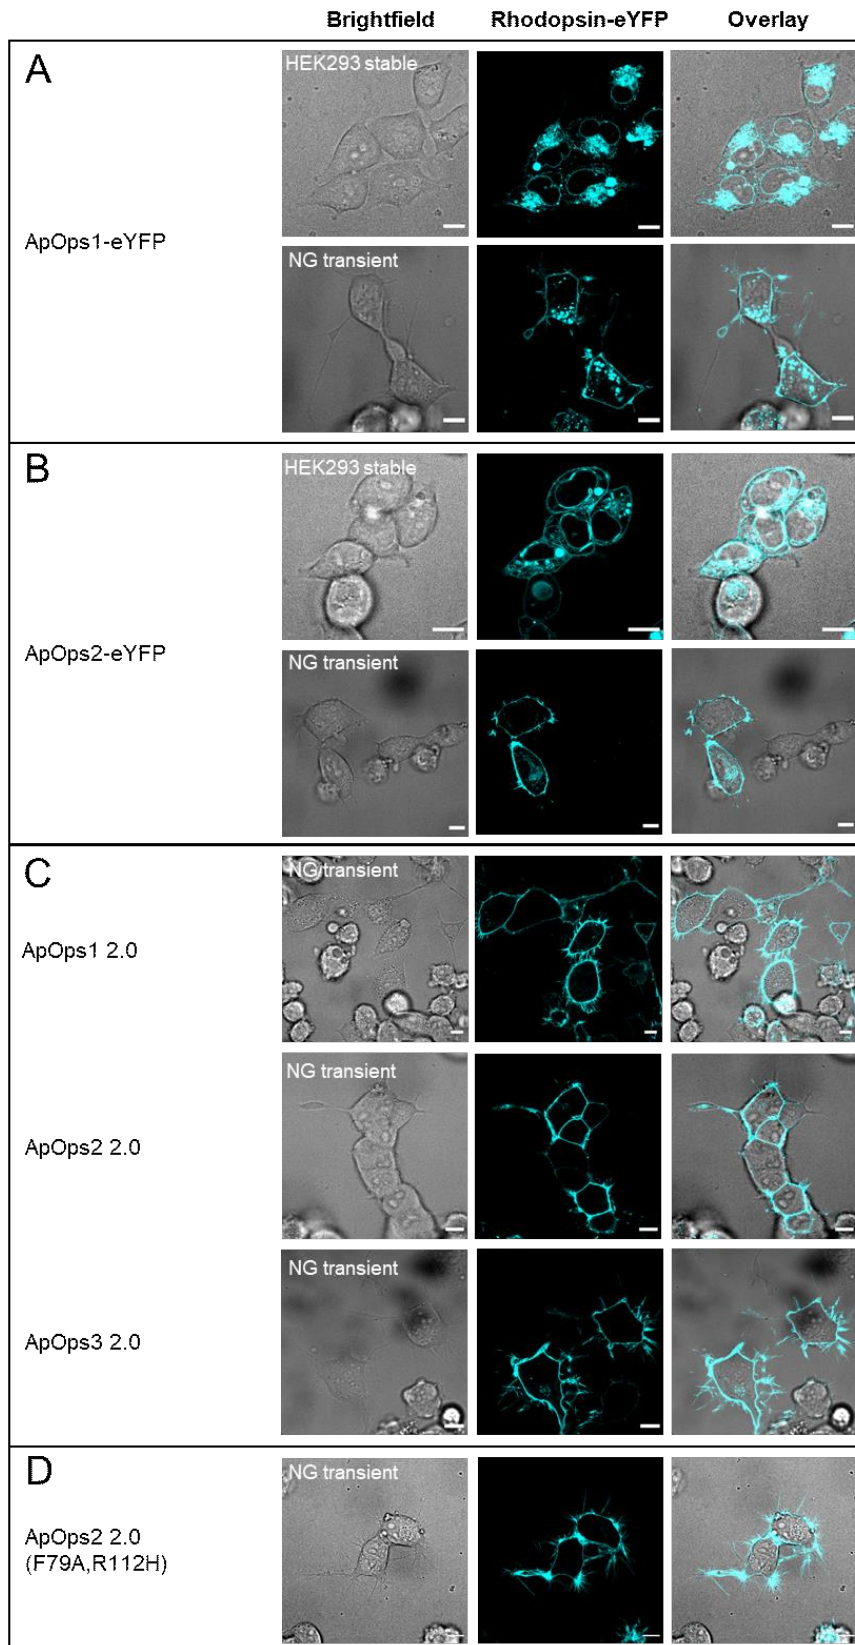 Brightfield Rhodopsin-eYFP Overlay
A
HEK293 stable
ApOps1-eYFP
NG transient
B
HEK293 stable
ApOps2-eYFP
NG transient
C
NG transient
ApOps1 2.0
NG transient
ApOps2 2.0
NG transient
ApOps3 2.0
D
NG transient
ApOps2 2.0
(F79A,R112H)